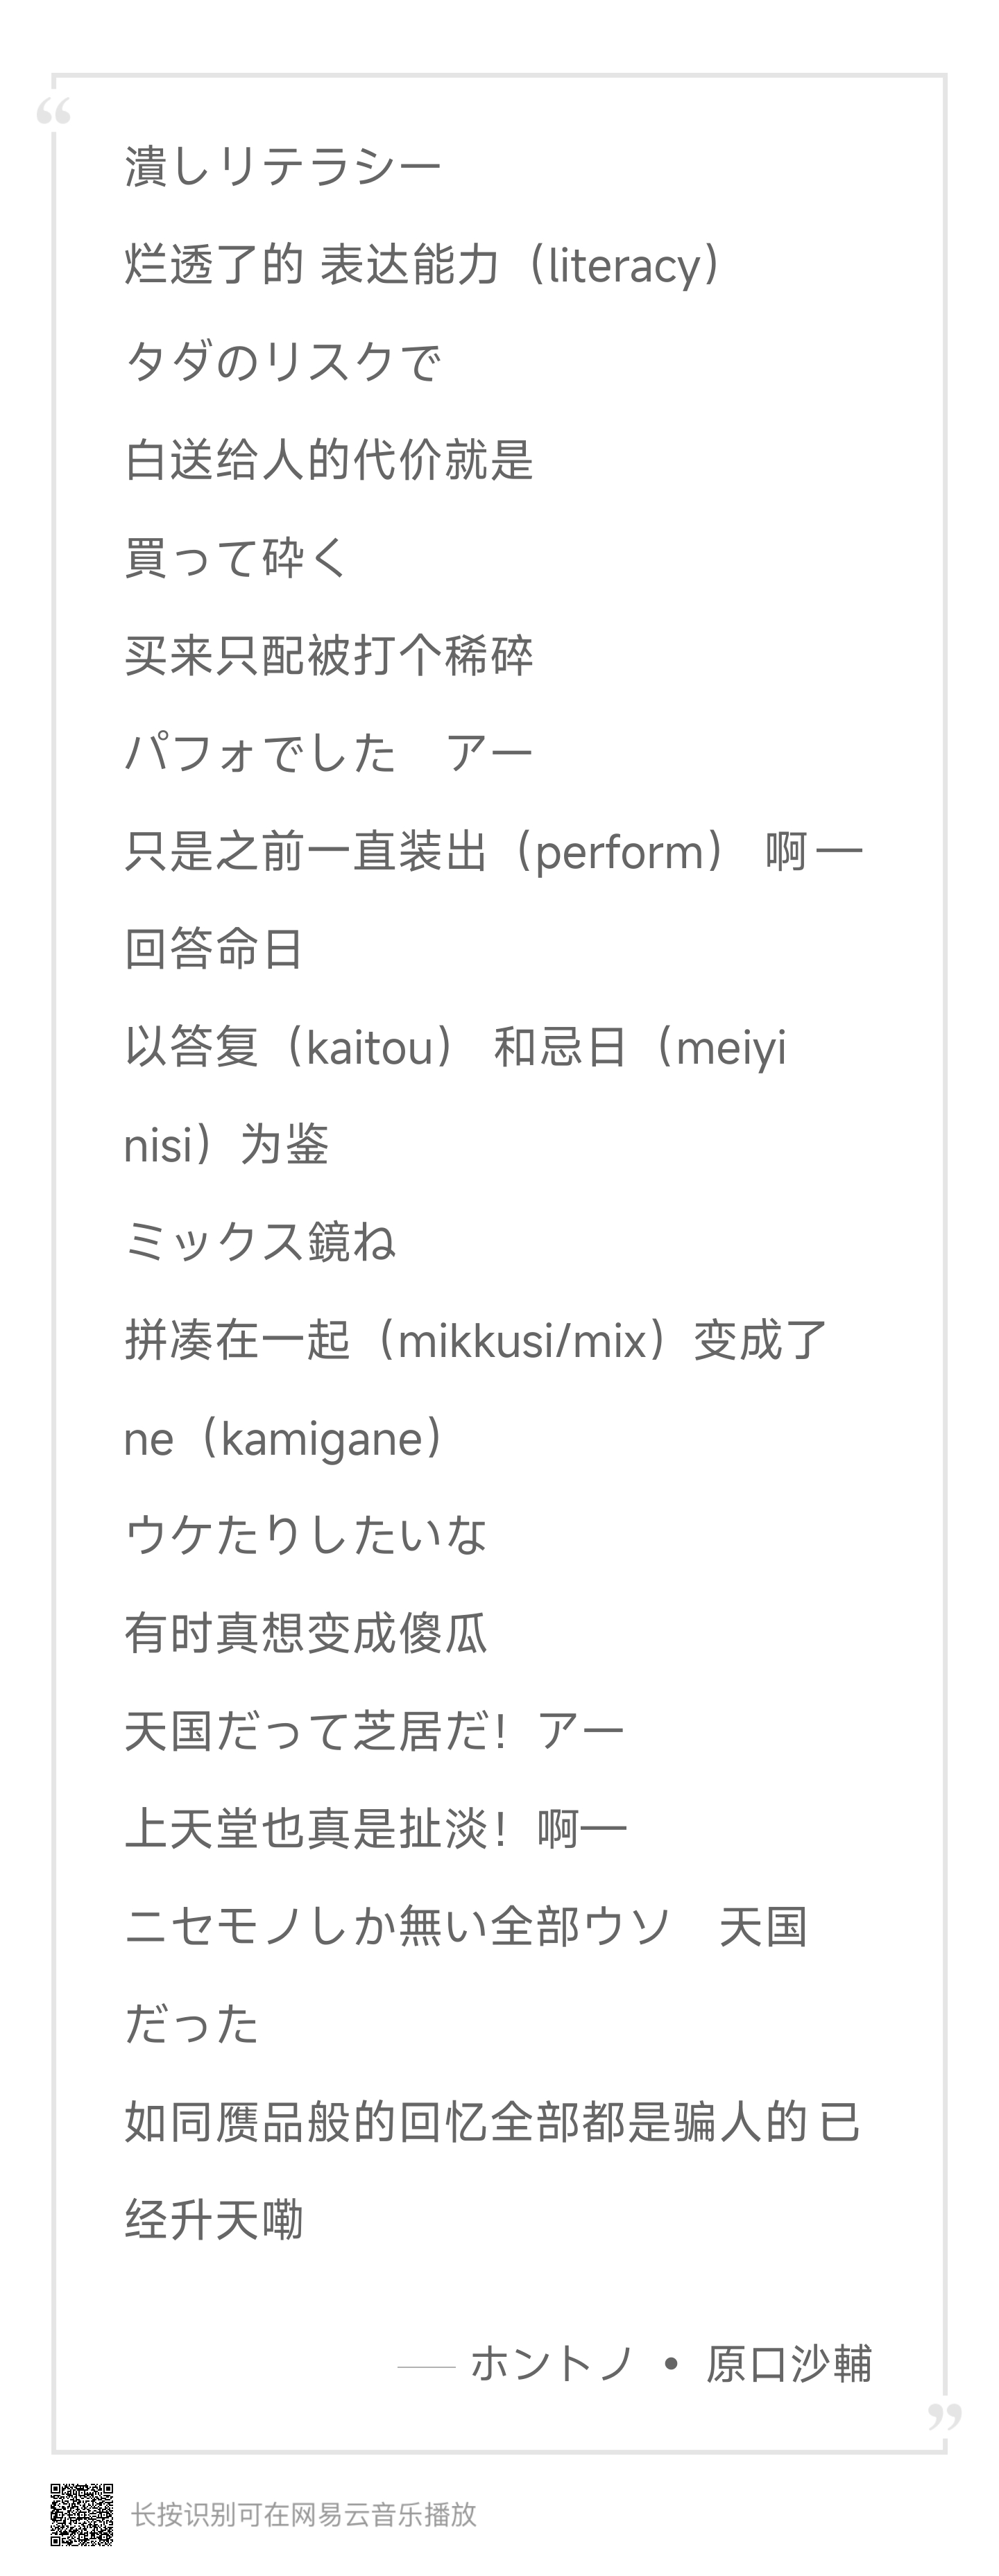 “
潰しリテラシー
烂透了的 表达能力（literacy）
タダのリスクで
白送给人的代价就是
買って砕く
买来只配被打个稀碎
パフォでした　アー
只是之前一直装出（perform） 啊—
回答命日
以答复（kaitou） 和忌日（meiyi
nisi）为鉴
ミックス鏡ね
拼凑在一起（mikkusi/mix）变成了
ne（kamigane）
ウケたりしたいな
有时真想变成傻瓜
天国だって芝居だ！アー
上天堂也真是扯淡！啊—
ニセモノしか無い全部ウソ　天国
だった
如同赝品般的回忆全部都是骗人的 已
经升天嘞
—— ホントノ • 原口沙輔
”
长按识别可在网易云音乐播放